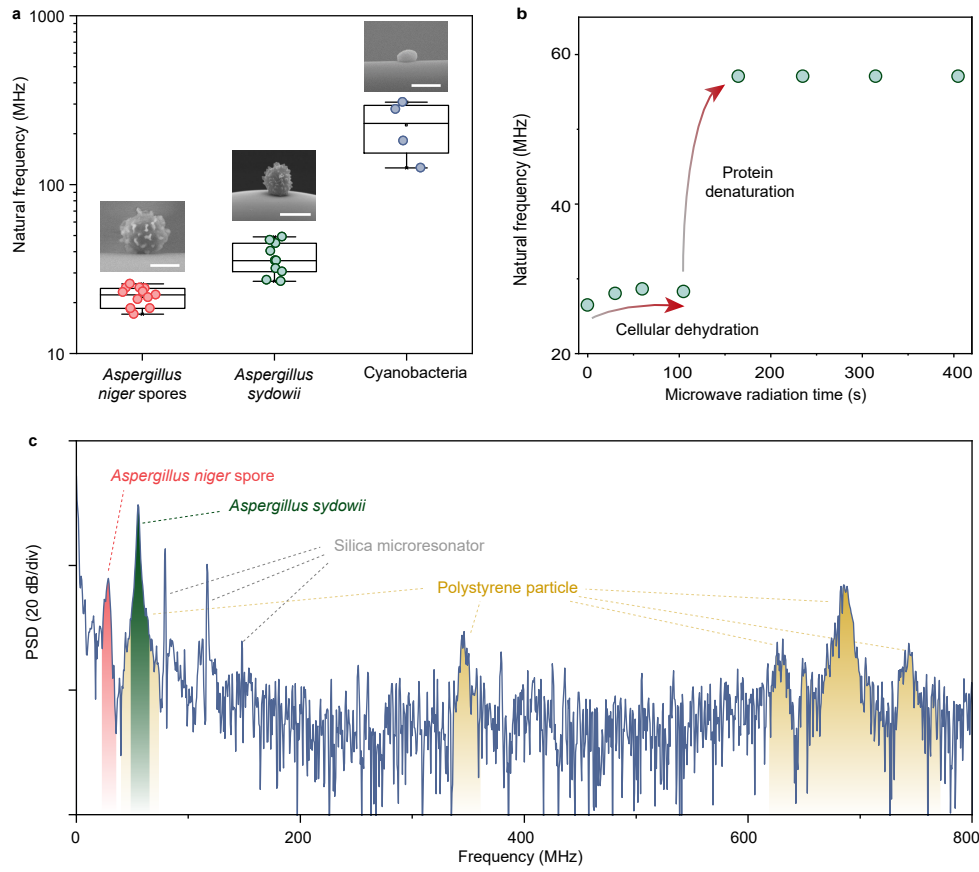 a
Natural frequency (MHz)
1000
100
10
Aspergillus
niger spores
Aspergillus
sydowii
Cyanobacteria
b
Natural frequency (MHz)
60
40
30
20
Protein
denaturation
Cellular dehydration
0
100
200
300
400
Microwave radiation time (s)
c
PSD (20 dB/div)
Aspergillus niger spore
Aspergillus sydowii
Silica microresonator
Polystyrene particle
0
200
400
600
800
Frequency (MHz)